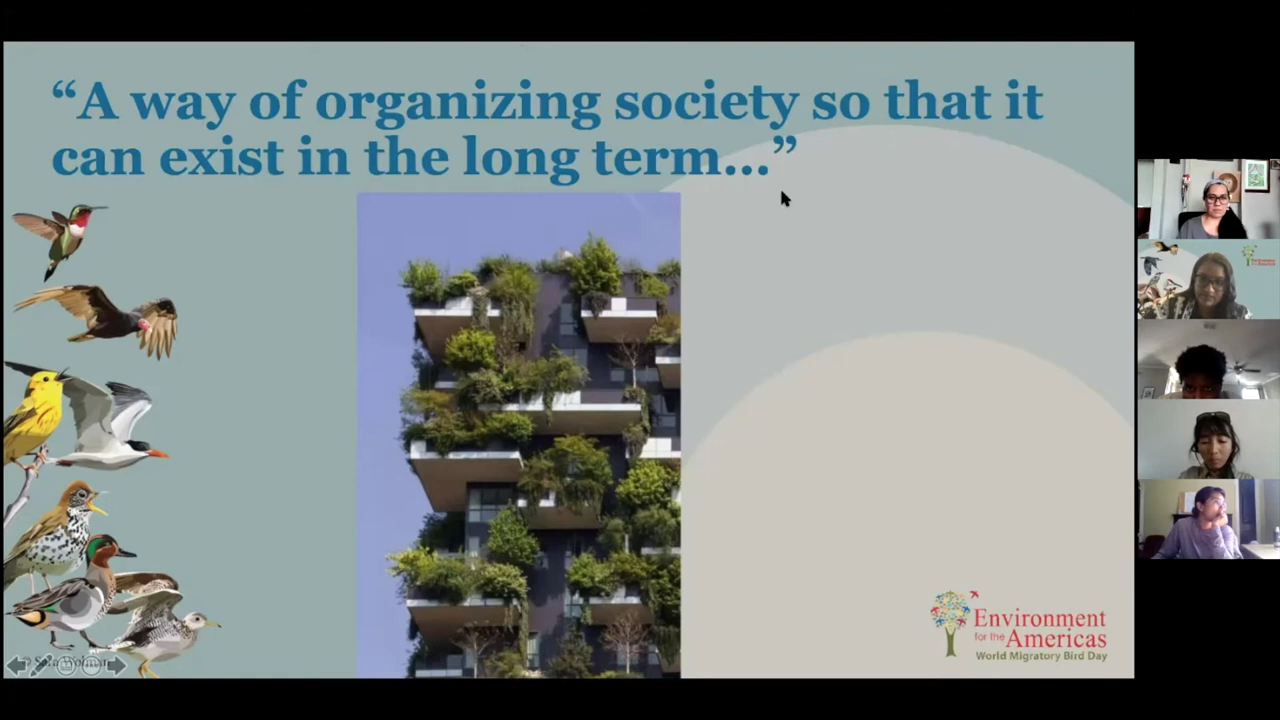 “A way of organizing society so that it
can exist in the long term...”
Environment
for the Americas
World Migratory Bird Day